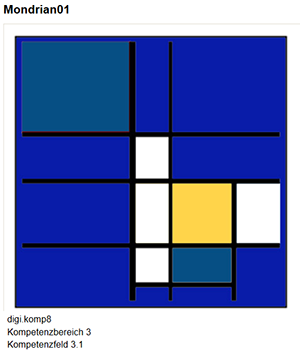 Mondrian01
digi.komp8
Kompetenzbereich 3
Kompetenzfeld 3.1